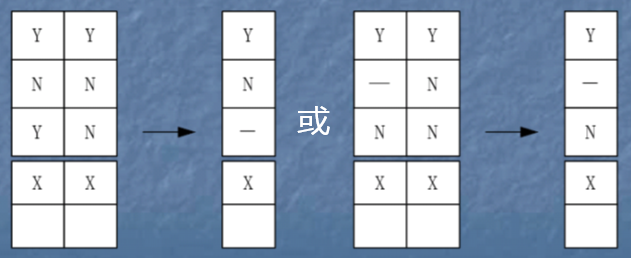 Y Y Y Y Y Y
N N N — N —
Y N — 或 N N N
X X X X X X